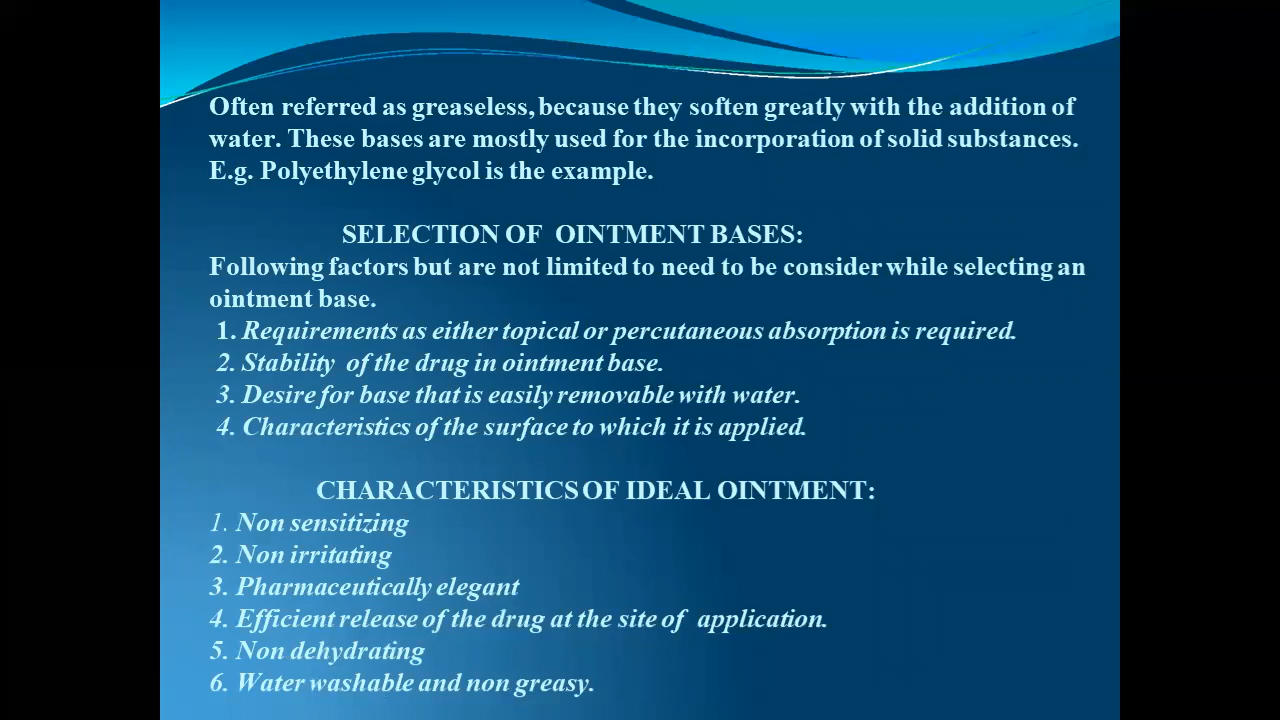 Often referred as greaseless, because they soften greatly with the addition of
water. These bases are mostly used for the incorporation of solid substances.
E.g. Polyethylene glycol is the example.
SELECTION OF OINTMENT BASES:
Following factors but are not limited to need to be consider while selecting an
ointment base.
1. Requirements as either topical or percutaneous absorption is required.
2. Stability of the drug in ointment base.
3. Desire for base that is easily removable with water.
4. Characteristics of the surface to which it is applied.
CHARACTERISTICS OF IDEAL OINTMENT:
1. Non sensitizing
2. Non irritating
3. Pharmaceutically elegant
4. Efficient release of the drug at the site of application.
5. Non dehydrating
6. Water washable and non greasy.